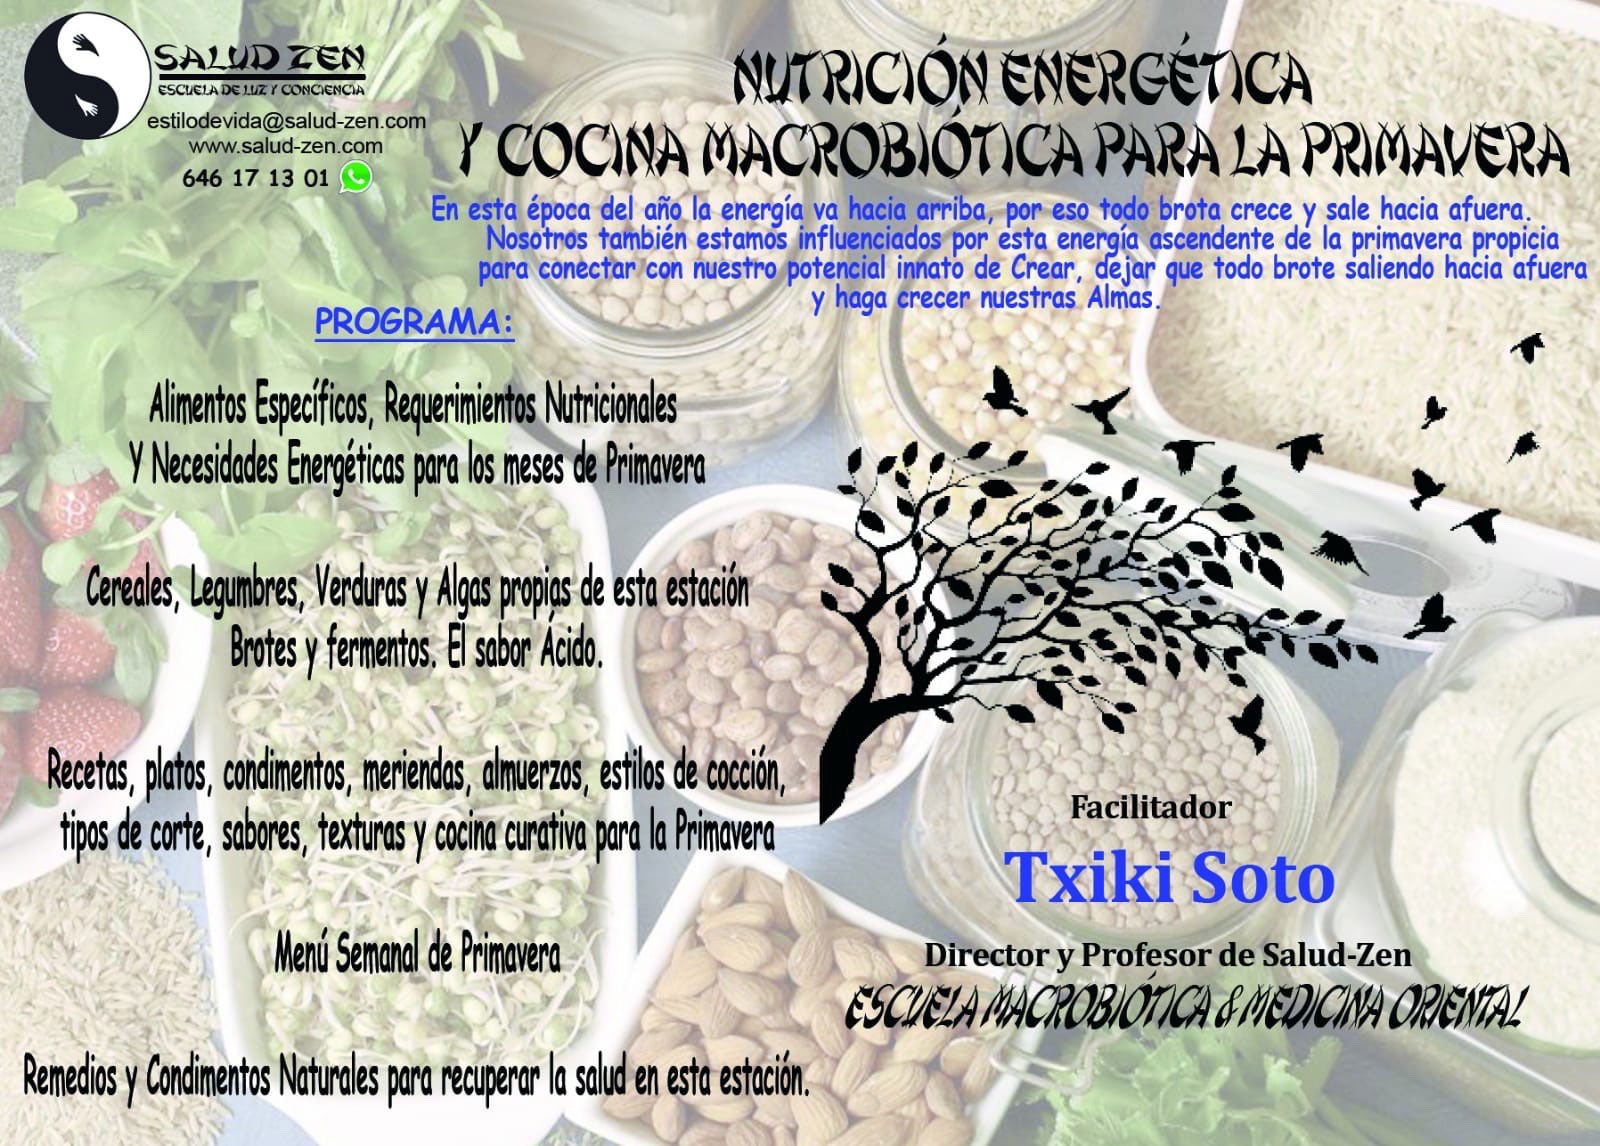 SALUD ZEN
ESCUELA DE LUZ Y CONCIENCIA
estilodevida@salud-zen.com
www.salud-zen.com
646 17 13 01
NUTRICIÓN ENERGÉTICA
Y COCINA MACROBIÓTICA PARA LA PRIMAVERA
En esta época del año la energía va hacia arriba, por eso todo brota crece y sale hacia afuera.
Nosotros también estamos influenciados por esta energía ascendente de la primavera propicia
para conectar con nuestro potencial innato de Crear, dejar que todo brote saliendo hacia afuera
y haga crecer nuestras Almas.
PROGRAMA:
Alimentos Específicos, Requerimientos Nutricionales
Y Necesidades Energéticas para los meses de Primavera
Cereales, Legumbres, Verduras y Algas propias de esta estación
Brotes y fermentos. El sabor Ácido.
Recetas, platos, condimentos, meriendas, almuerzos, estilos de cocción,
tipos de corte, sabores, texturas y cocina curativa para la Primavera
Menú Semanal de Primavera
Remedios y Condimentos Naturales para recuperar la salud en esta estación.
Facilitador
Txiki Soto
Director y Profesor de Salud-Zen
ESCUELA MACROBIÓTICA & MEDICINA ORIENTAL